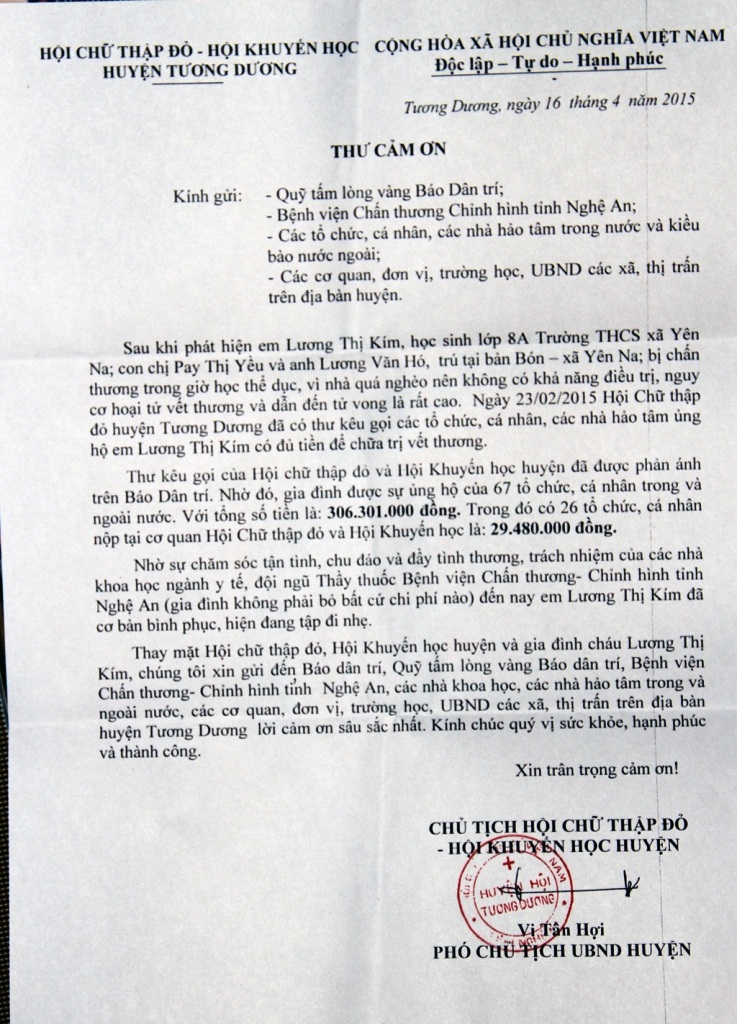 HỘI CHỮ THẬP ĐỎ - HỘI KHUYẾN HỌC
HUYỆN TƯƠNG DƯƠNG
CỘNG HÒA XÃ HỘI CHỦ NGHĨA VIỆT NAM
Độc lập – Tự do – Hạnh phúc
Tương Dương, ngày 16 tháng 4 năm 2015
THƯ CẢM ƠN
Kính gửi: - Quỹ tấm lòng vàng Báo Dân trí;
- Bệnh viện Chấn thương Chỉnh hình tỉnh Nghệ An;
- Các tổ chức, cá nhân, các nhà hảo tâm trong nước và kiều
bào nước ngoài;
- Các cơ quan, đơn vị, trường học, UBND các xã, thị trấn
trên địa bàn huyện.
Sau khi phát hiện em Lương Thị Kím, học sinh lớp 8A Trường THCS xã Yên
Na; con chị Pay Thị Yều và anh Lương Văn Hó, trú tại bản Bón – xã Yên Na; bị chấn
thương trong giờ học thể dục, vì nhà quá nghèo nên không có khả năng điều trị, nguy
cơ hoại tử vết thương và dẫn đến tử vong là rất cao. Ngày 23/02/2015 Hội Chữ thập
đỏ huyện Tương Dương đã có thư kêu gọi các tổ chức, cá nhân, các nhà hảo tâm ủng
hộ em Lương Thị Kím có đủ tiền để chữa trị vết thương.
Thư kêu gọi của Hội chữ thập đỏ và Hội Khuyến học huyện đã được phản ánh
trên Báo Dân trí. Nhờ đó, gia đình được sự ủng hộ của 67 tổ chức, cá nhân trong và
ngoài nước. Với tổng số tiền là: 306.301.000 đồng. Trong đó có 26 tổ chức, cá nhân
nộp tại cơ quan Hội Chữ thập đỏ và Hội Khuyến học là: 29.480.000 đồng.
Nhờ sự chăm sóc tận tình, chu dáo và đầy tình thương, trách nhiệm của các nhà
khoa học ngành y tế, đội ngũ Thầy thuốc Bệnh viện Chấn thương- Chỉnh hình tỉnh
Nghệ An (gia đình không phải bỏ bất cứ chi phí nào) đến nay em Lương Thị Kím đã
cơ bản bình phục, hiện đang tập đi nhẹ.
Thay mặt Hội chữ thập đỏ, Hội Khuyến học huyện và gia đình cháu Lương Thị
Kím, chúng tôi xin gửi đến Báo dân trí, Quỹ tấm lòng vàng Báo dân trí, Bệnh viện
Chấn thương- Chỉnh hình tỉnh Nghệ An, các nhà khoa học, các nhà hảo tâm trong và
ngoài nước, các cơ quan, đơn vị, trường học, UBND các xã, thị trấn trên địa bàn
huyện Tương Dương lời cảm ơn sâu sắc nhất. Kính chúc quý vị sức khỏe, hạnh phúc
và thành công.
Xin trân trọng cảm ơn!
CHỦ TỊCH HỘI CHỮ THẬP ĐỎ
- HỘI KHUYẾN HỌC HUYỆN
HUYỆN HỘI
TƯƠNG DƯƠNG
Vi Tân Hợi
PHÓ CHỦ TỊCH UBND HUYỆN